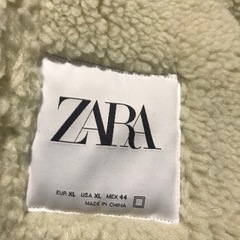 ZARA
EUR XL USA XL MEX 44
MADE IN CHINA